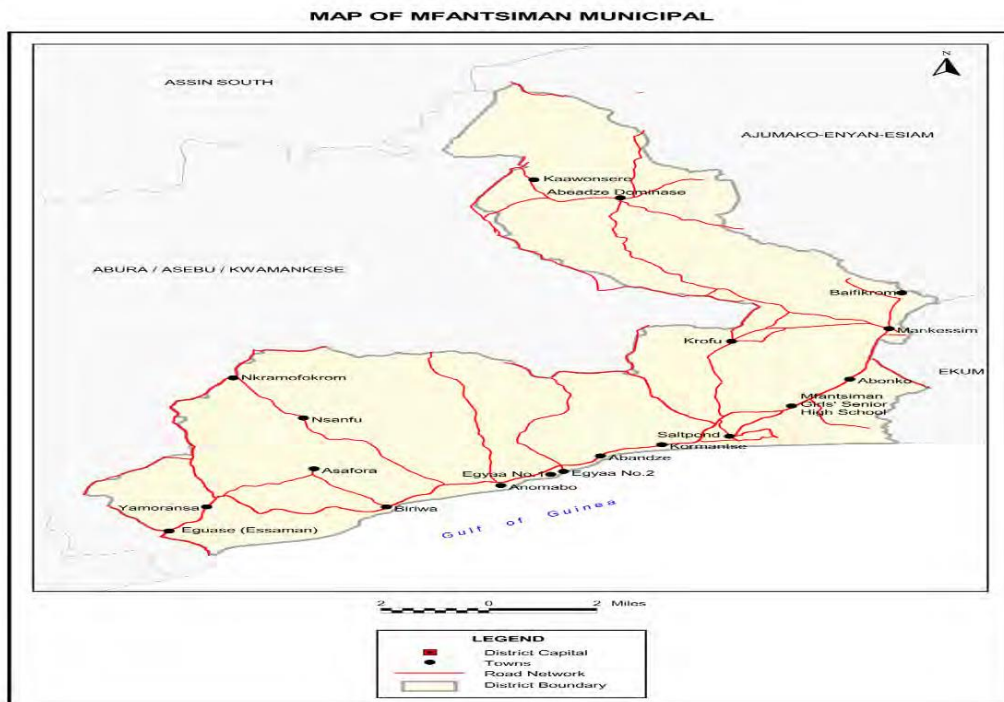 MAP OF MFANTSIMAN MUNICIPAL
N
ASSIN SOUTH
AJUMAKO-ENYAN-ESIAM
Kaawonsero
Abeadze Dominase
ABURA / ASEBU / KWAMANKESE
Baifikrom
Mankessim
Krofu
EKUM
Nkramofokrom
Abonko
Mfantsiman
Girls' Senior
High School
Nsanfu
Saltpond
Kormantse
Abandze
Asafora
Egyaa No.1
Egyaa No.2
Anomabo
Yamoransa
Biriwa
Gulf of Guinea
Eguase (Essaman)
2 0 2 Miles
LEGEND
District Capital
Towns
Road Network
District Boundary